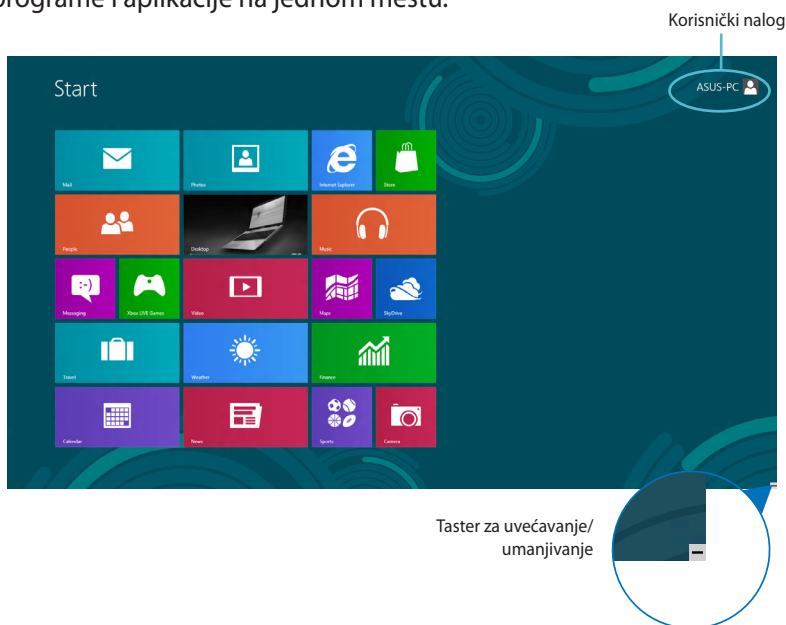 programe i aplikacije na jednom mestu.
Korisnički nalog
Start
ASUS-PC
Mail
Photos
Internet Explorer
Store
People
Desktop
Music
:-)
Messaging
Xbox LIVE Games
Video
Maps
SkyDrive
Travel
Weather
Finance
Calendar
News
Sports
Camera
Taster za uvećavanje/
umanjivanje